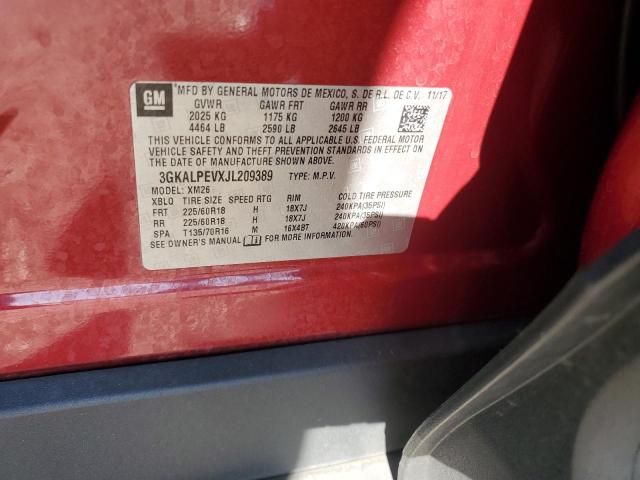 GM
MFD BY GENERAL MOTORS DE MEXICO, S. DE R.L. DE C.V. 11/17
GVWR GAWR FRT GAWR RR
2025 KG 1175 KG 1200 KG
4464 LB 2590 LB 2645 LB
THIS VEHICLE CONFORMS TO ALL APPLICABLE U.S. FEDERAL MOTOR
VEHICLE SAFETY AND THEFT PREVENTION STANDARDS IN EFFECT
ON THE DATE OF MANUFACTURE SHOWN ABOVE.
3GKALPEVXJL209389 TYPE: M.P.V.
MODEL: XM26
XBLQ TIRE SIZE SPEED RTG RIM COLD TIRE PRESSURE
FRT 225/60R18 H 18X7J 240KPA(35PSI)
RR 225/60R18 H 18X7J 240KPA(35PSI)
SPA T135/70R16 M 16X4BT 420KPA(60PSI)
SEE OWNER'S MANUAL FOR MORE INFORMATION.